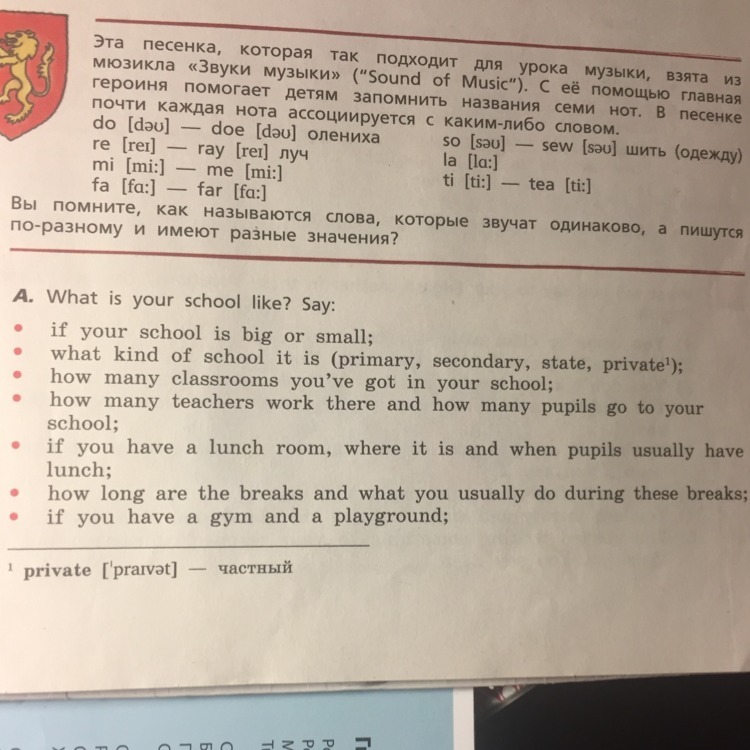 Эта песенка, которая так подходит для урока музыки, взята из
мюзикла «Звуки музыки» (“Sound of Music”). С её помощью главная
героиня помогает детям запомнить названия семи нот. В песенке
почти каждая нота ассоциируется с каким-либо словом.
do [dəʊ] — doe [dəʊ] олениха
re [reɪ] — ray [reɪ] луч
mi [mi:] — me [mi:]
fa [fɑ:] — far [fɑ:]
so [səʊ] — sew [səʊ] шить (одежду)
la [lɑ:]
ti [ti:] — tea [ti:]
Вы помните, как называются слова, которые звучат одинаково, а пишутся
по-разному и имеют разные значения?
A. What is your school like? Say:
• if your school is big or small;
• what kind of school it is (primary, secondary, state, private¹);
• how many classrooms you’ve got in your school;
• how many teachers work there and how many pupils go to your
school;
• if you have a lunch room, where it is and when pupils usually have
lunch;
• how long are the breaks and what you usually do during these breaks;
• if you have a gym and a playground;
¹ private [ˈpraɪvət] — частный